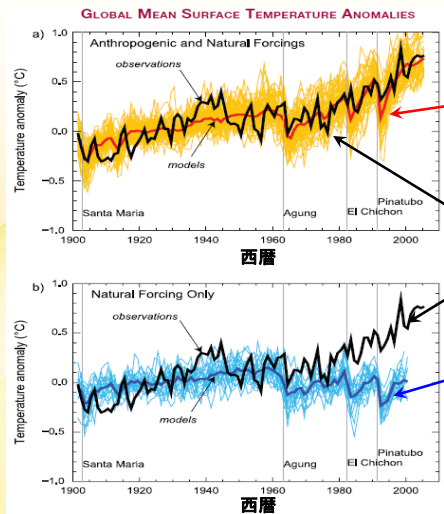 GLOBAL MEAN SURFACE TEMPERATURE ANOMALIES
a)
Anthropogenic and Natural Forcings
observations
models
Temperature anomaly (°C)
1.0
0.5
0.0
−0.5
−1.0
Santa Maria
Agung
El Chichon
Pinatubo
1900
1920
1940
1960
1980
2000
西暦
b)
Natural Forcing Only
observations
models
Temperature anomaly (°C)
1.0
0.5
0.0
−0.5
−1.0
Santa Maria
Agung
El Chichon
Pinatubo
1900
1920
1940
1960
1980
2000
西暦